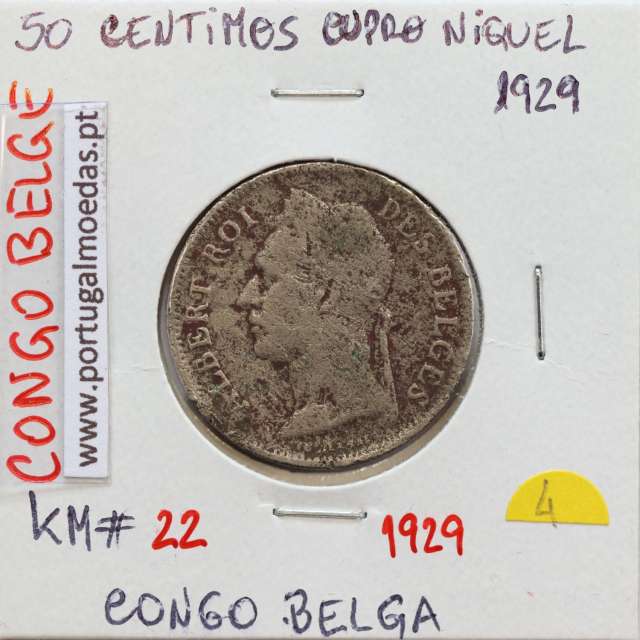 50 CENTIMOS CUPRO NIQUEL
1929
CONGO BELGE
www.portugalmoedas.pt
ALBERT ROI DES BELGES
KM# 22
1929
4
CONGO BELGA